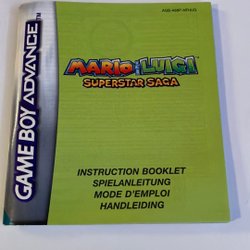 GAME BOY ADVANCE
MARIO & LUIGI
SUPERSTAR SAGA
INSTRUCTION BOOKLET
SPIELANLEITUNG
MODE D'EMPLOI
HANDLEIDING